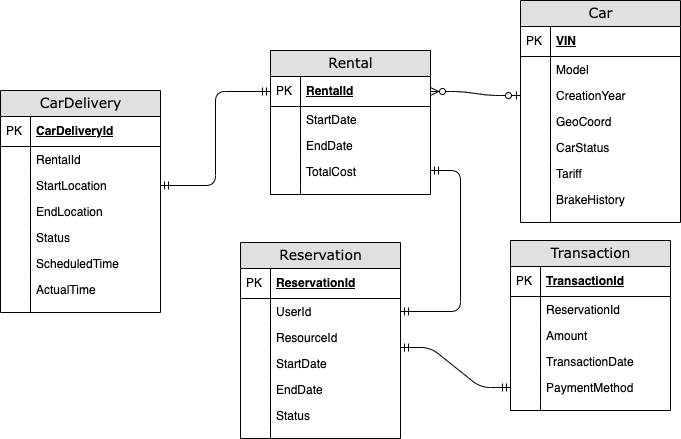 Car
PK VIN
Model
CreationYear
GeoCoord
CarStatus
Tariff
BrakeHistory
Rental
PK RentalId
StartDate
EndDate
TotalCost
CarDelivery
PK CarDeliveryId
RentalId
StartLocation
EndLocation
Status
ScheduledTime
ActualTime
Reservation
PK ReservationId
UserId
ResourceId
StartDate
EndDate
Status
Transaction
PK TransactionId
ReservationId
Amount
TransactionDate
PaymentMethod